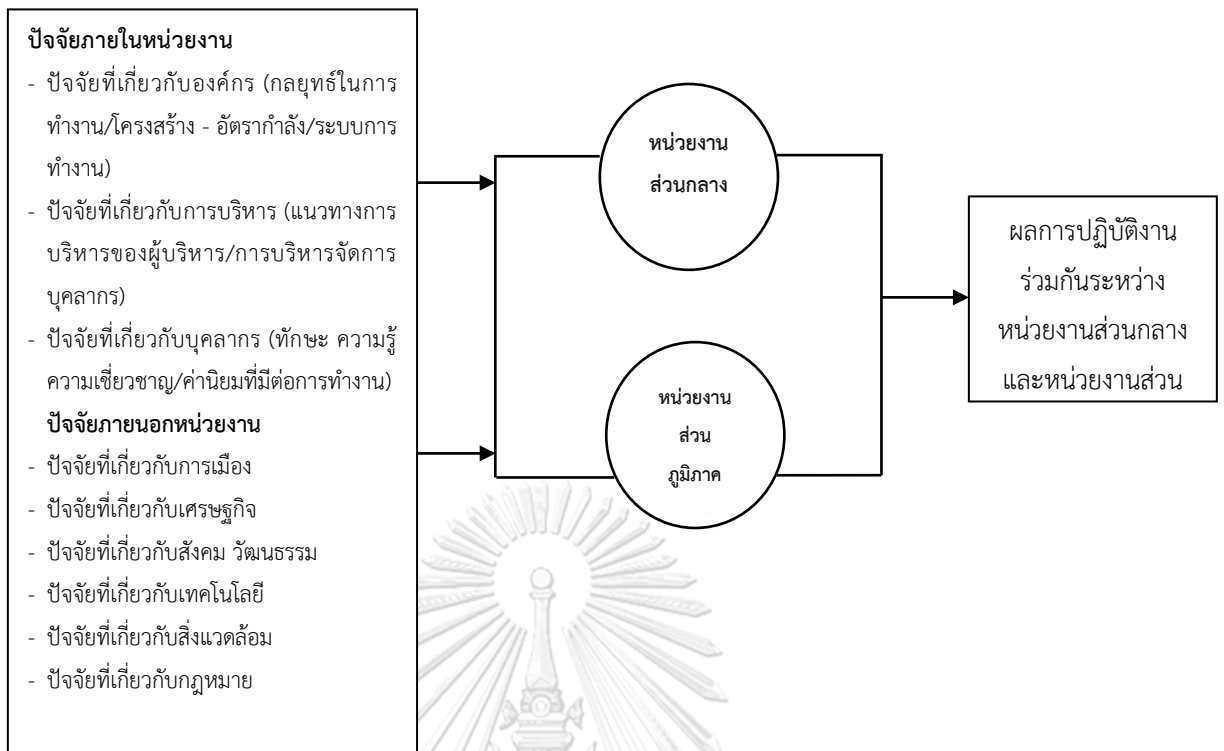 ปัจจัยภายในหน่วยงาน
- ปัจจัยที่เกี่ยวกับองค์กร (กลยุทธ์ในการ
ทำงาน/โครงสร้าง - อัตรากำลัง/ระบบการ
ทำงาน)
- ปัจจัยที่เกี่ยวกับการบริหาร (แนวทางการ
บริหารของผู้บริหาร/การบริหารจัดการ
บุคลากร)
- ปัจจัยที่เกี่ยวกับบุคลากร (ทักษะ ความรู้
ความเชี่ยวชาญ/ค่านิยมที่มีต่อการทำงาน)
ปัจจัยภายนอกหน่วยงาน
- ปัจจัยที่เกี่ยวกับการเมือง
- ปัจจัยที่เกี่ยวกับเศรษฐกิจ
- ปัจจัยที่เกี่ยวกับสังคม วัฒนธรรม
- ปัจจัยที่เกี่ยวกับเทคโนโลยี
- ปัจจัยที่เกี่ยวกับสิ่งแวดล้อม
- ปัจจัยที่เกี่ยวกับกฎหมาย
หน่วยงาน
ส่วนกลาง
หน่วยงาน
ส่วน
ภูมิภาค
ผลการปฏิบัติงาน
ร่วมกันระหว่าง
หน่วยงานส่วนกลาง
และหน่วยงานส่วน